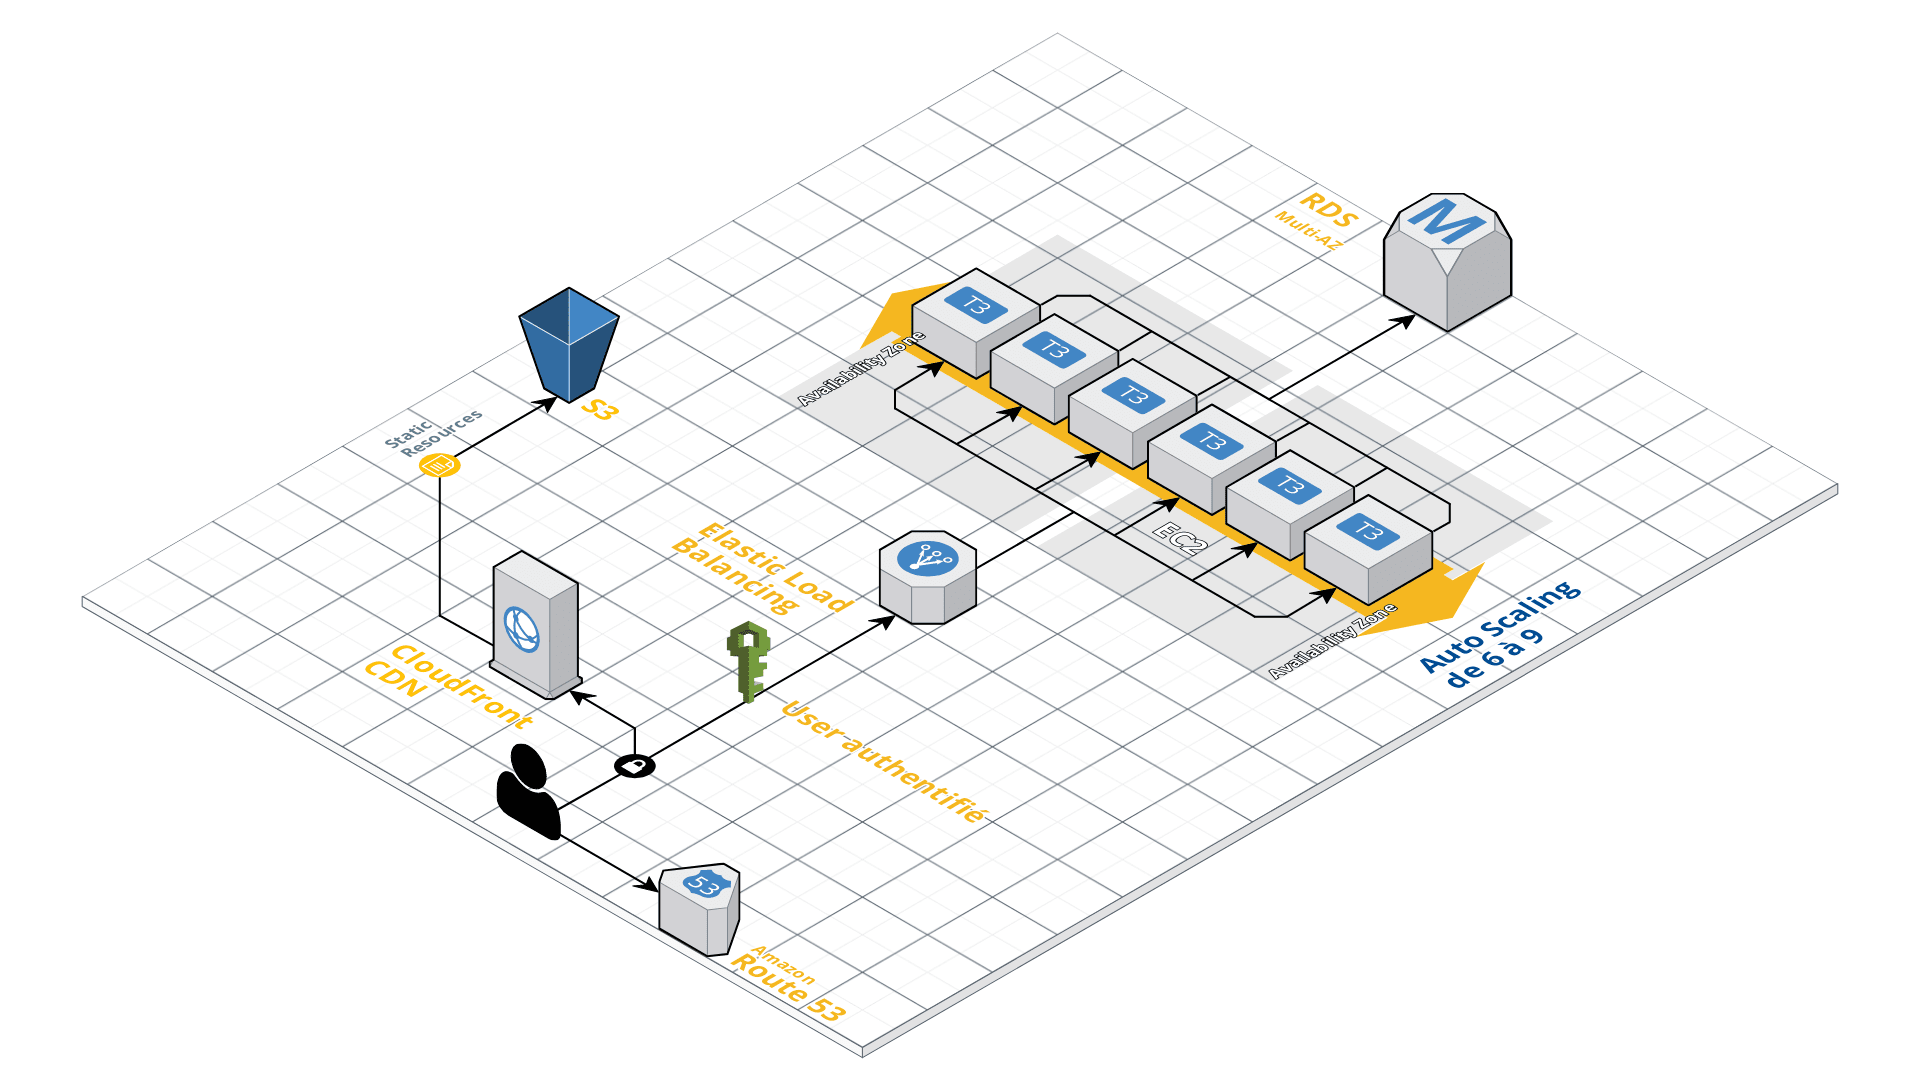 RDS
Multi-AZ
M
T3
T3
T3
T3
T3
T3
Availability Zone
EC2
Availability Zone
Auto Scaling
de 6 à 9
S3
Static
Resources
Elastic Load
Balancing
CloudFront
CDN
User authentifié
53
Amazon
Route 53